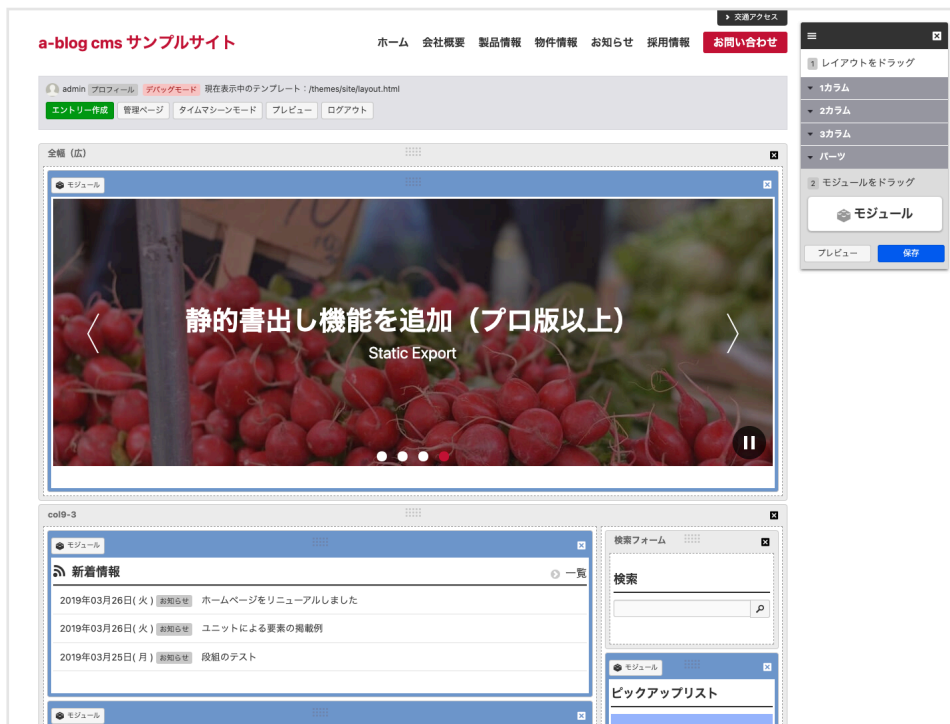 交通アクセス
a-blog cms サンプルサイト
ホーム 会社概要 製品情報 物件情報 お知らせ 採用情報 お問い合わせ
admin プロフィール デバッグモード 現在表示中のテンプレート：/themes/site/layout.html
エントリー作成 管理ページ タイムマシーンモード プレビュー ログアウト
全幅（広）
モジュール
静的書出し機能を追加（プロ版以上）
Static Export
col9-3
モジュール
新着情報
一覧
2019年03月26日( 火 ) お知らせ ホームページをリニューアルしました
2019年03月26日( 火 ) お知らせ ユニットによる要素の掲載例
2019年03月25日( 月 ) お知らせ 段組のテスト
モジュール
検索フォーム
検索
モジュール
ピックアップリスト
1 レイアウトをドラッグ
1カラム
2カラム
3カラム
パーツ
2 モジュールをドラッグ
モジュール
プレビュー 保存